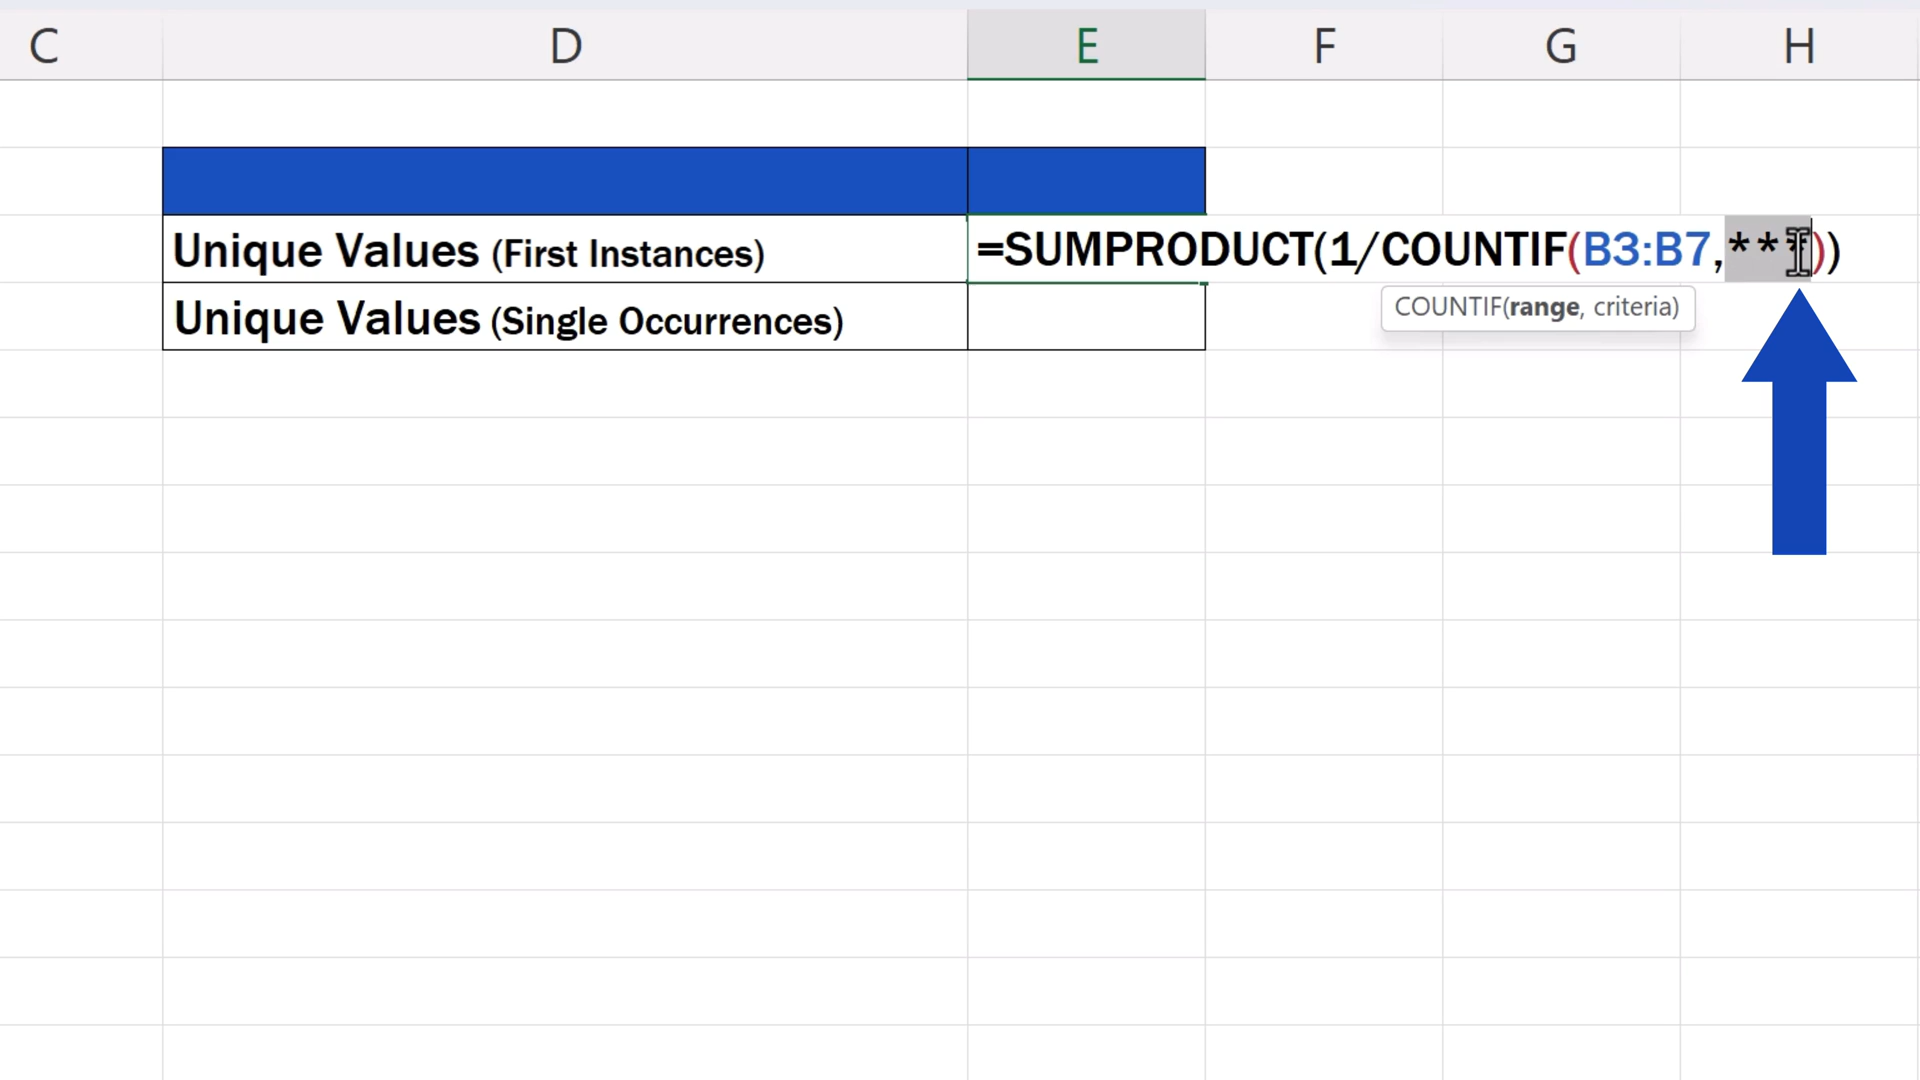 C D E F G H
Unique Values (First Instances) =SUMPRODUCT(1/COUNTIF(B3:B7,***))
COUNTIF(range, criteria)
Unique Values (Single Occurrences)